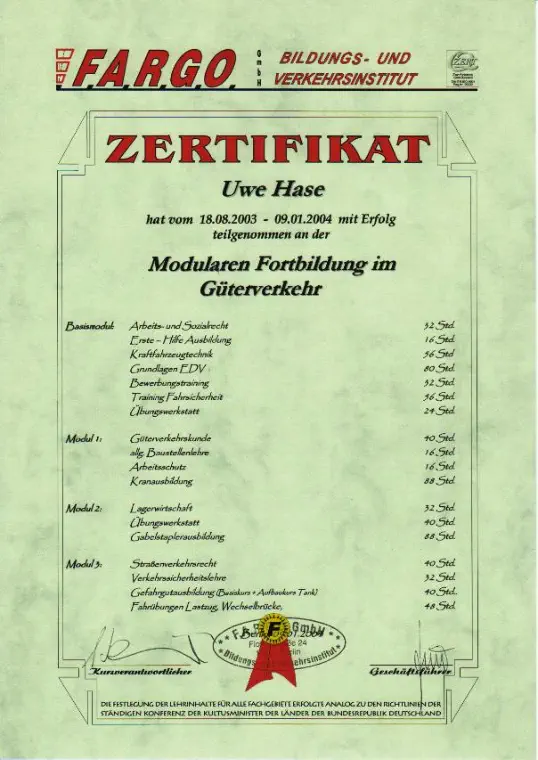 F.A.R.G.O. GmbH
BILDUNGS- UND
VERKEHRSINSTITUT
ZERTIFIKAT
Uwe Hase
hat vom 18.08.2003 - 09.01.2004 mit Erfolg
teilgenommen an der
Modularen Fortbildung im
Güterverkehr
Basismodul: Arbeits- und Sozialrecht 32 Std.
Erste - Hilfe Ausbildung 16 Std.
Kraftfahrzeugtechnik 36 Std.
Grundlagen EDV 80 Std.
Bewerbungstraining 32 Std.
Training Fahrsicherheit 36 Std.
Übungswerkstatt 24 Std.
Modul 1: Güterverkehrskunde 40 Std.
allg. Baustellenlehre 16 Std.
Arbeitsschutz 16 Std.
Kranausbildung 88 Std.
Modul 2: Lagerwirtschaft 32 Std.
Übungswerkstatt 40 Std.
Gabelstaplerausbildung 88 Std.
Modul 3: Straßenverkehrsrecht 40 Std.
Verkehrssicherheitslehre 32 Std.
Gefahrgutausbildung (Basiskurs + Aufbaukurs Tank) 40 Std.
Fahrübungen Lastzug, Wechselbrücke, 48 Std.
F GmbH
24
Bildungs- hrsinstitut
Kursverantwortlicher Geschäftsführer
DIE FESTLEGUNG DER LEHRINHALTE FÜR ALLE FACHGEBIETE ERFOLGTE ANALOG ZU DEN RICHTLINIEN DER
STÄNDIGEN KONFERENZ DER KULTUSMINISTER DER LÄNDER DER BUNDESREPUBLIK DEUTSCHLAND